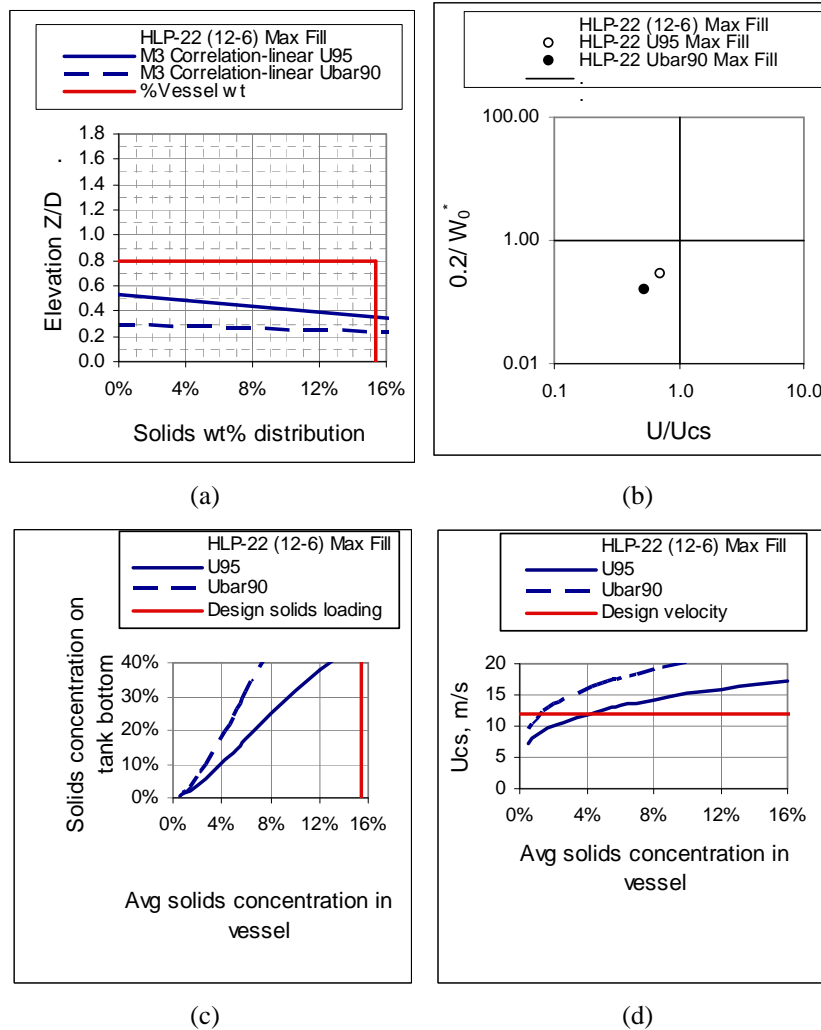 HLP-22 (12-6) Max Fill
M3 Correlation-linear U95
M3 Correlation-linear Ubar90
%Vessel wt
Elevation Z/D
1.8
1.6
1.4
1.2
1.0
0.8
0.6
0.4
0.2
0.0
0% 4% 8% 12% 16%
Solids wt% distribution
(a)
HLP-22 (12-6) Max Fill
HLP-22 U95 Max Fill
HLP-22 Ubar90 Max Fill
0.2/ W0*
100.00
1.00
0.01
0.1 1.0 10.0
U/Ucs
(b)
HLP-22 (12-6) Max Fill
U95
Ubar90
Design solids loading
Solids concentration on
tank bottom
40%
30%
20%
10%
0%
0% 4% 8% 12% 16%
Avg solids concentration in
vessel
(c)
HLP-22 (12-6) Max Fill
U95
Ubar90
Design velocity
Ucs, m/s
20
15
10
5
0
0% 4% 8% 12% 16%
Avg solids concentration in
vessel
(d)